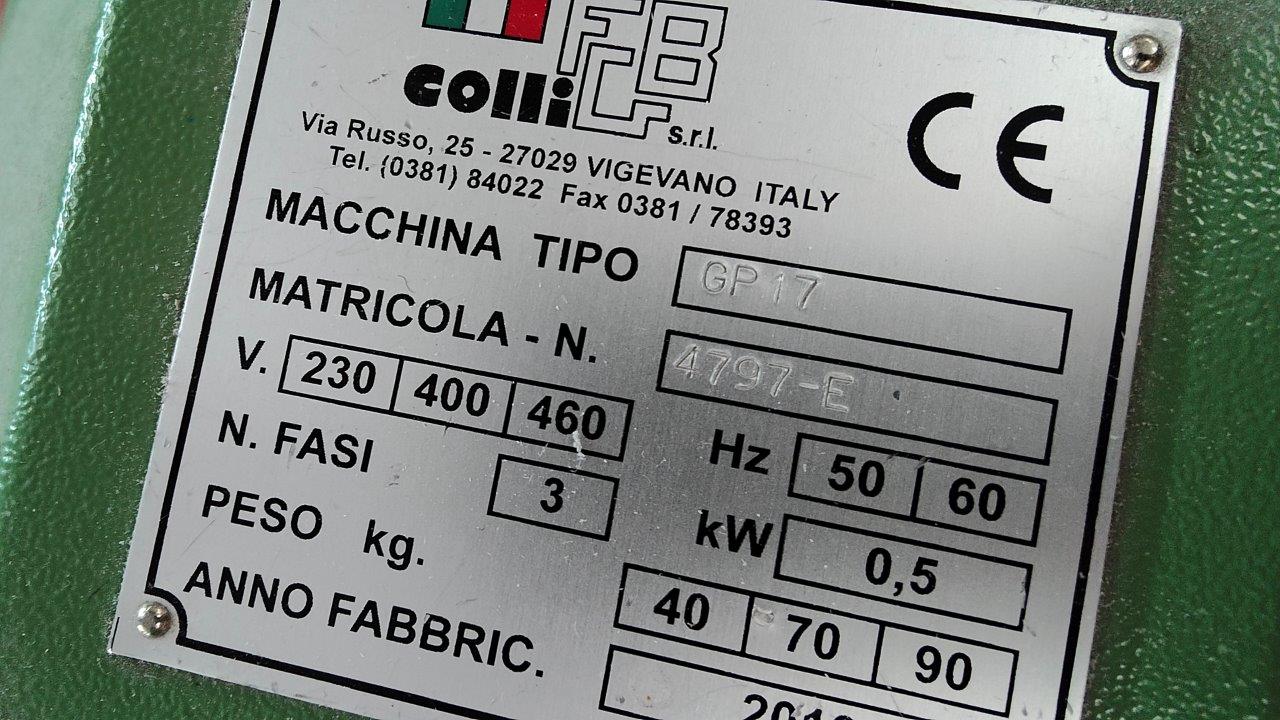 colli FBC s.r.l.
CE
Via Russo, 25 - 27029 VIGEVANO ITALY
Tel. (0381) 84022 Fax 0381 / 78393
MACCHINA TIPO GP17
MATRICOLA - N. 4797-E
V. 230 400 460 Hz 50 60
N. FASI 3 kW 0,5
PESO kg. 40 70 90
ANNO FABBRIC.